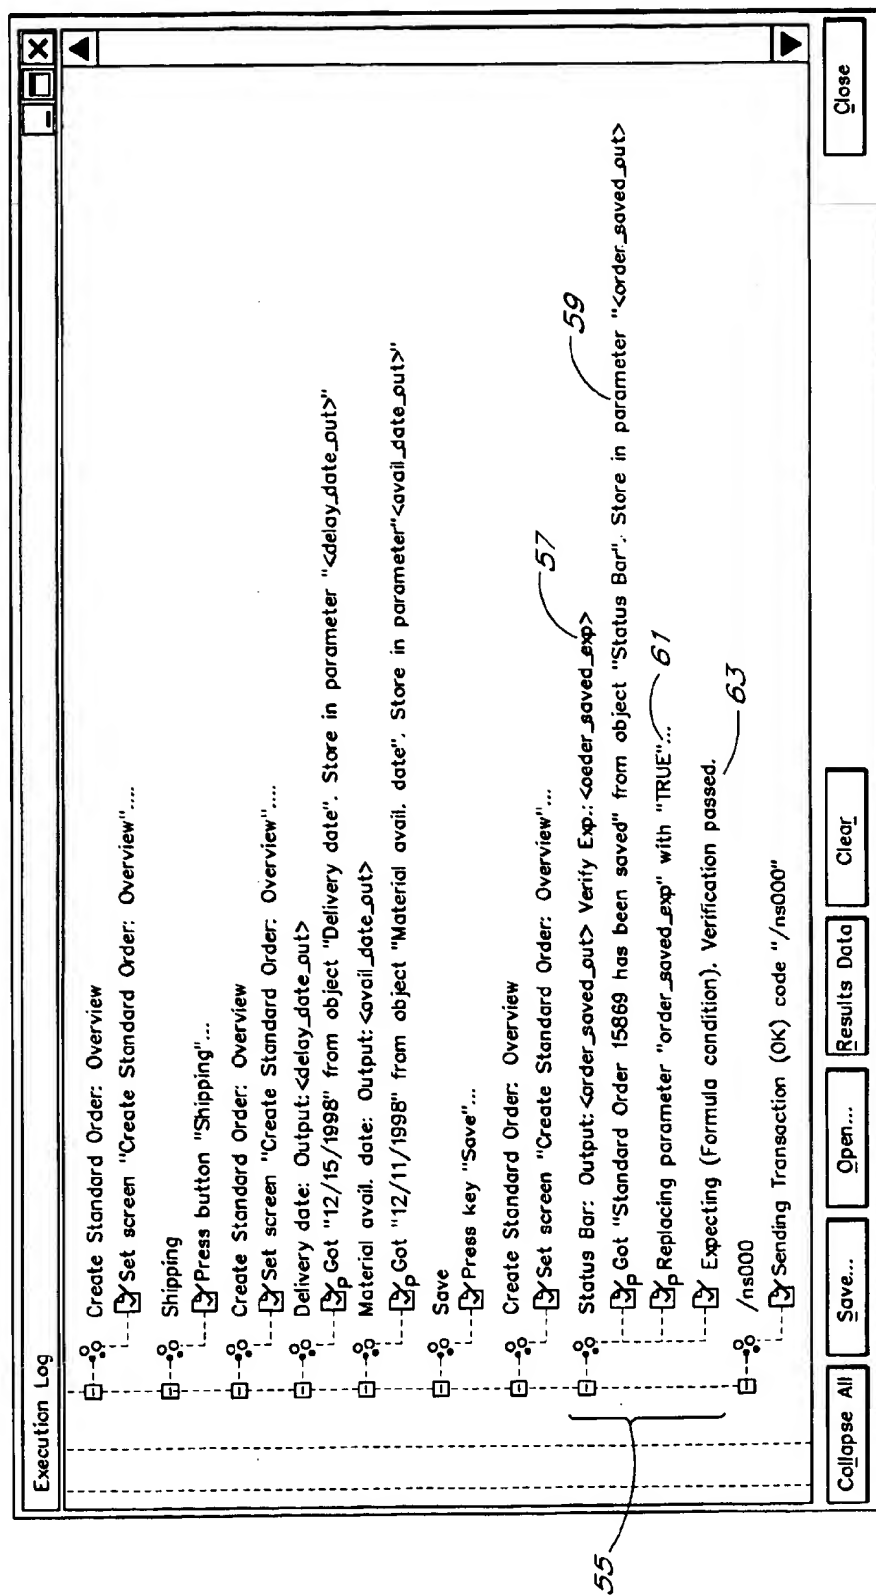 Execution Log
Create Standard Order: Overview
Set screen "Create Standard Order: Overview"....
Shipping
Press button "Shipping"...
Create Standard Order: Overview
Set screen "Create Standard Order: Overview"....
Delivery date: Output:<delay_date_out>
P Got "12/15/1998" from object "Delivery date". Store in parameter "<delay_date_out>"
Material avail. date: Output:<avail_date_out>
P Got "12/11/1998" from object "Material avail. date". Store in parameter"<avail_date_out>"
Save
Press key "Save"...
Create Standard Order: Overview
Set screen "Create Standard Order: Overview"...
Status Bar: Output:<order_saved_out> Verify Exp.: <oeder_saved_exp>
57
P Got "Standard Order 15869 has been saved" from object "Status Bar". Store in parameter "<order_saved_out>
59
P Replacing parameter "order_saved_exp" with "TRUE"...
61
Expecting (Formula condition). Verification passed.
63
55
/ns000
Sending Transaction (OK) code "/ns000"
Collapse All
Save...
Open...
Results Data
Clear
Close